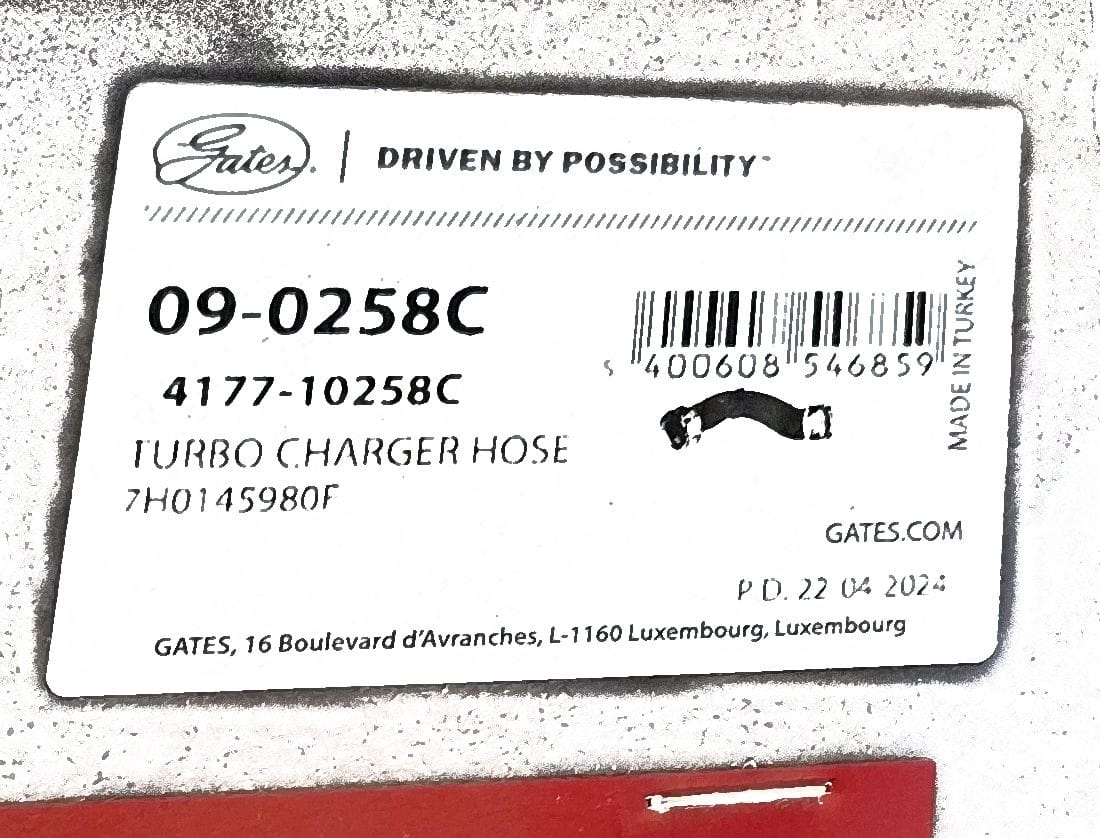 Gates.
DRIVEN BY POSSIBILITY
09-0258C
4177-10258C
TURBO CHARGER HOSE
7H0145980F
5 400608 546859
MADE IN TURKEY
GATES.COM
P.D. 22 04 2024
GATES, 16 Boulevard d'Avranches, L-1160 Luxembourg, Luxembourg